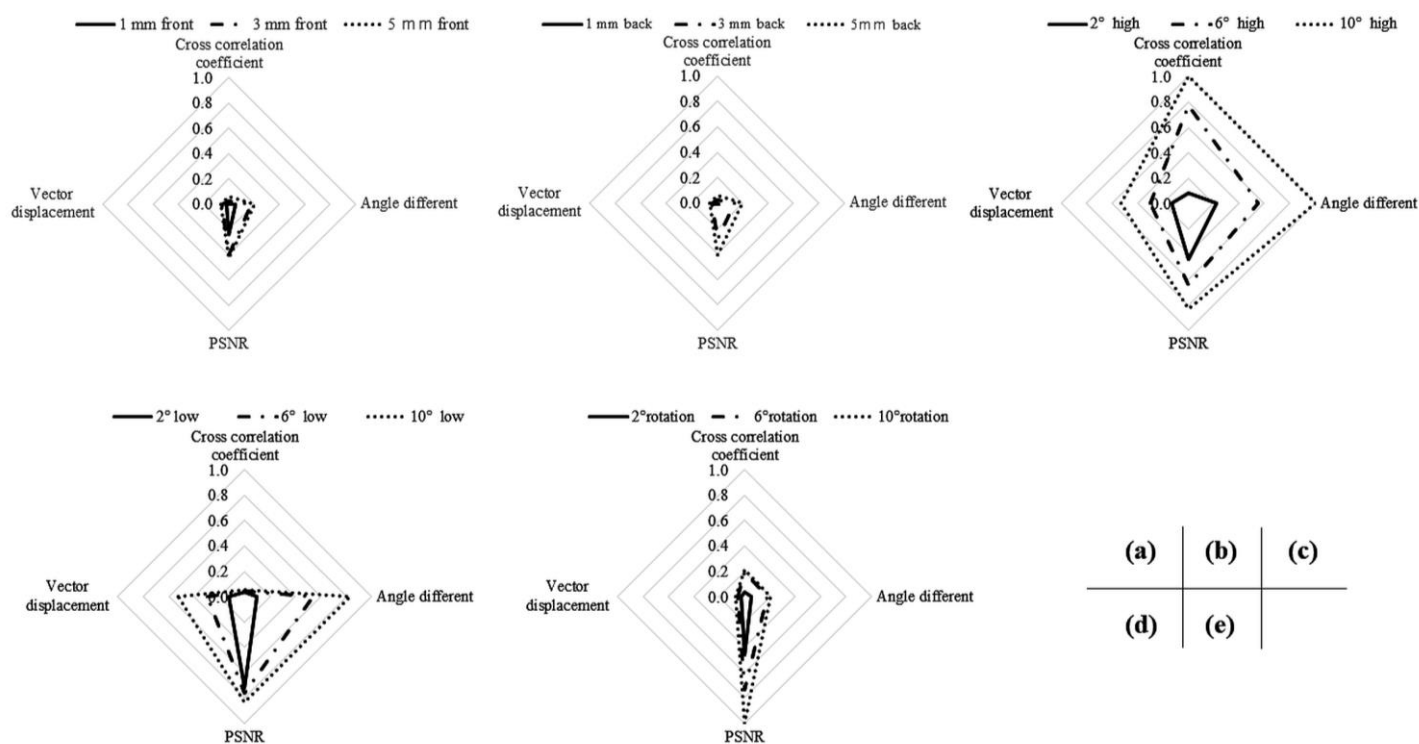 1 mm front 3 mm front 5 mm front
Cross correlation
coefficient
1.0
0.8
0.6
0.4
0.2
0.0
Vector
displacement
Angle different
PSNR
1 mm back 3 mm back 5mm back
Cross correlation
coefficient
1.0
0.8
0.6
0.4
0.2
0.0
Vector
displacement
Angle different
PSNR
2° high 6° high 10° high
Cross correlation
coefficient
1.0
0.8
0.6
0.4
0.2
0.0
Vector
displacement
Angle different
PSNR
2° low 6° low 10° low
Cross correlation
coefficient
1.0
0.8
0.6
0.4
0.2
0.0
Vector
displacement
Angle different
PSNR
2°rotation 6°rotation 10°rotation
Cross correlation
coefficient
1.0
0.8
0.6
0.4
0.2
0.0
Vector
displacement
Angle different
PSNR
(a) (b) (c)
(d) (e)